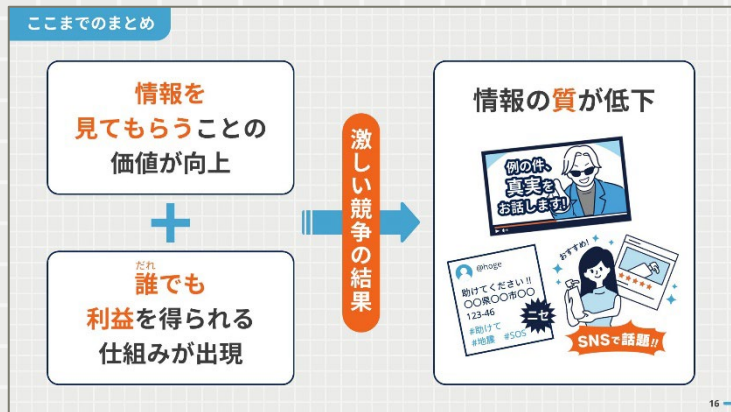 ここまでのまとめ
情報を
見てもらうことの
価値が向上
+
だれ
誰でも
利益を得られる
仕組みが出現
激しい競争の結果
情報の質が低下
例の件、
真実を
お話します!
@hoge
助けてください!!
〇〇県〇〇市〇〇
123-46
#助けて
#地震 #SOS
ニセ
おすすめ!
★★★★★
SNSで話題!!
16